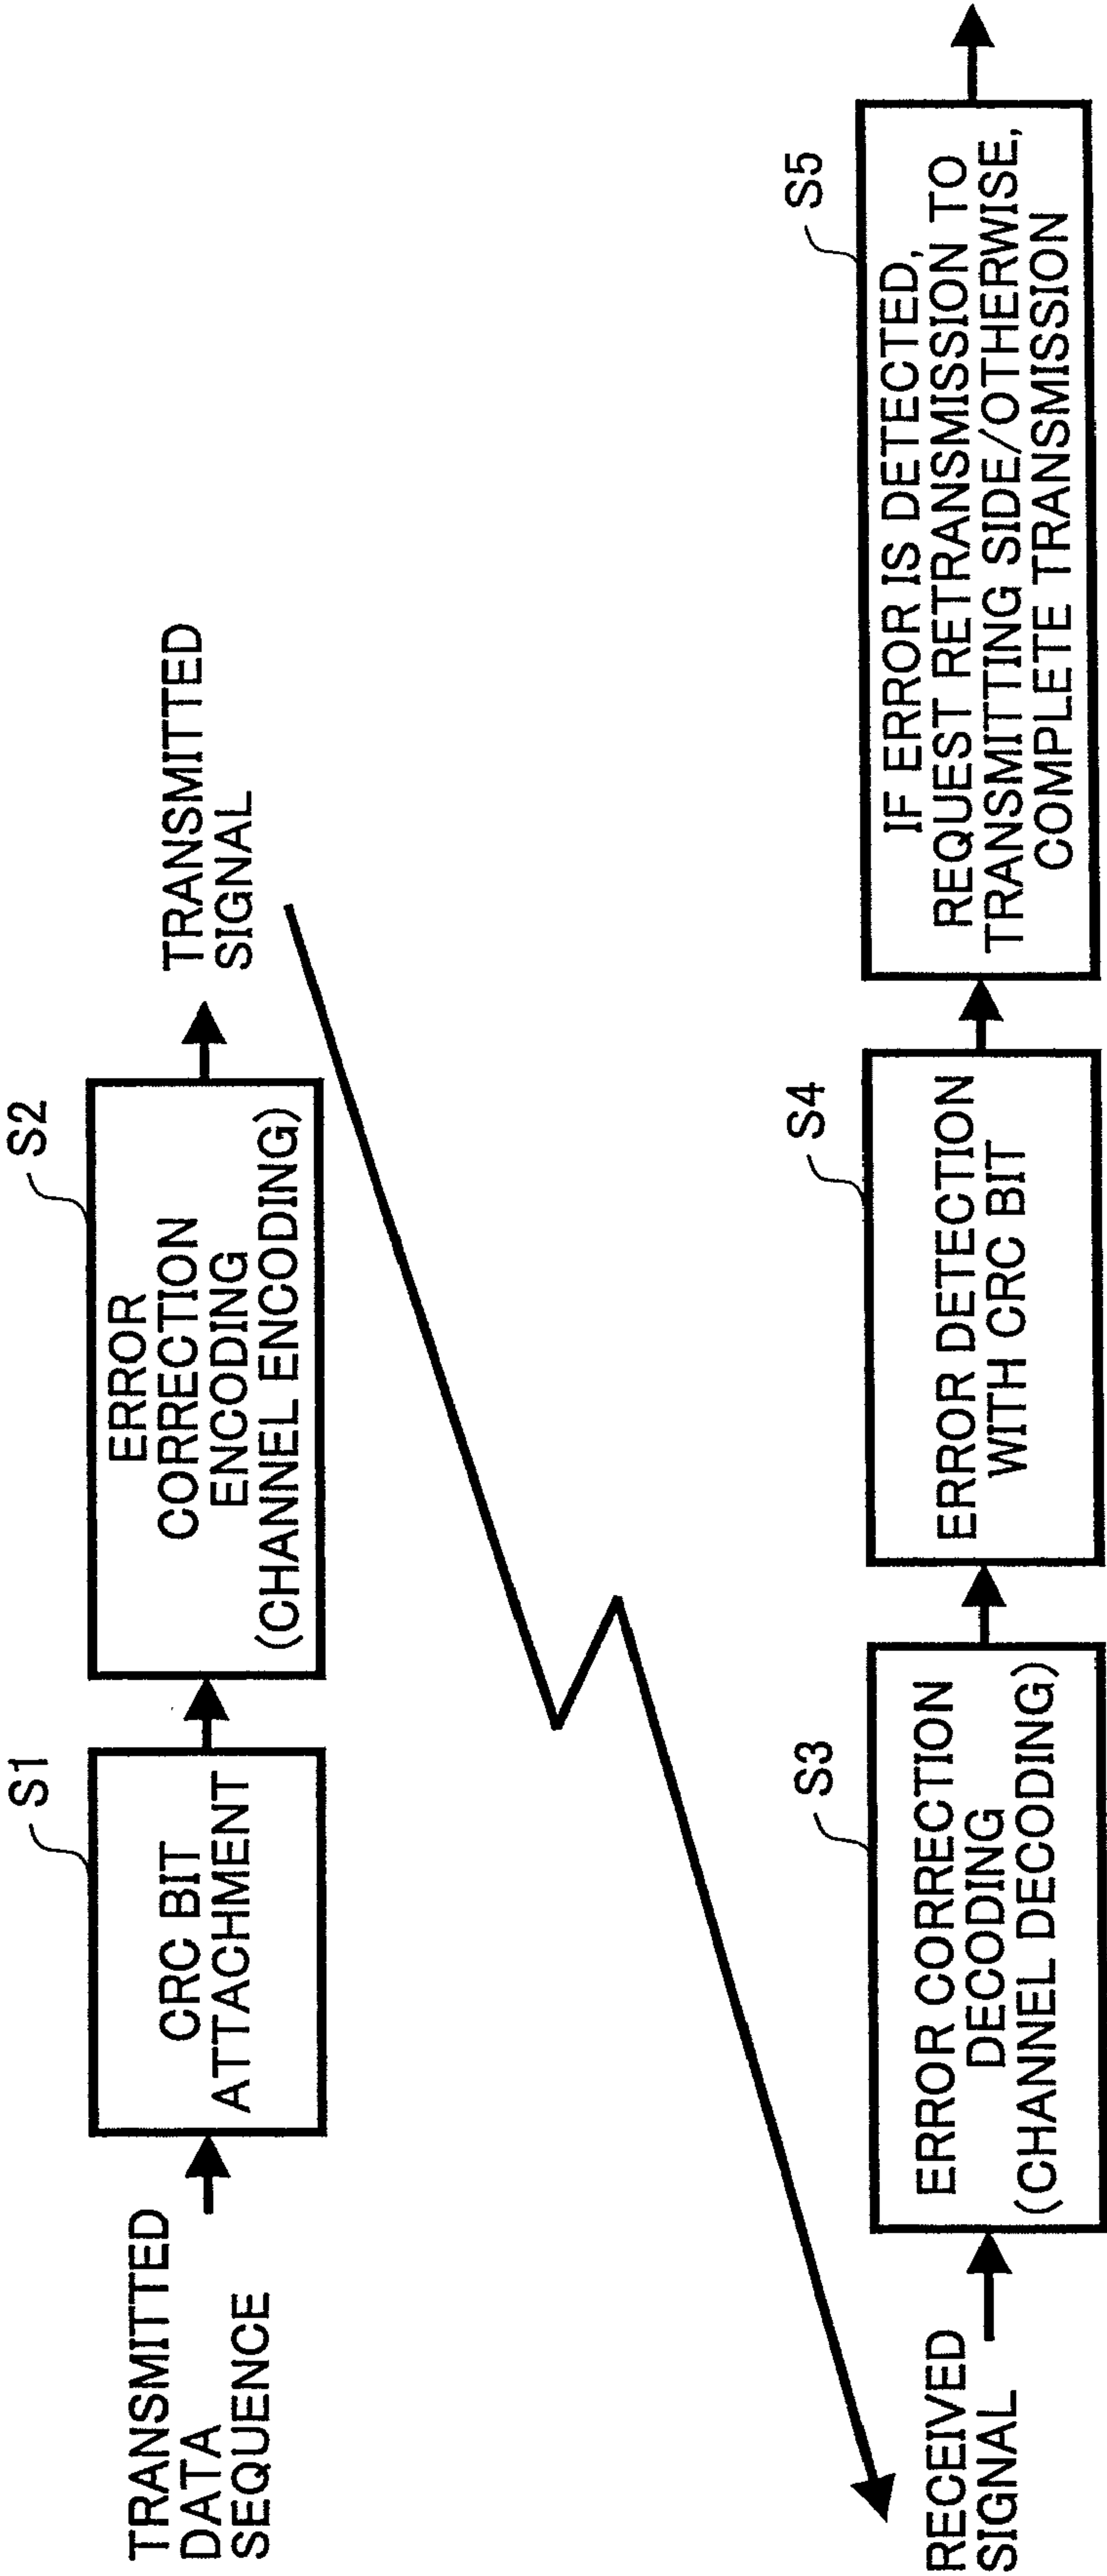 TRANSMITTED
DATA
SEQUENCE
S1
CRC BIT
ATTACHMENT
S2
ERROR
CORRECTION
ENCODING
(CHANNEL ENCODING)
TRANSMITTED
SIGNAL
RECEIVED
SIGNAL
S3
ERROR CORRECTION
DECODING
(CHANNEL DECODING)
S4
ERROR DETECTION
WITH CRC BIT
S5
IF ERROR IS DETECTED,
REQUEST RETRANSMISSION TO
TRANSMITTING SIDE/OTHERWISE,
COMPLETE TRANSMISSION